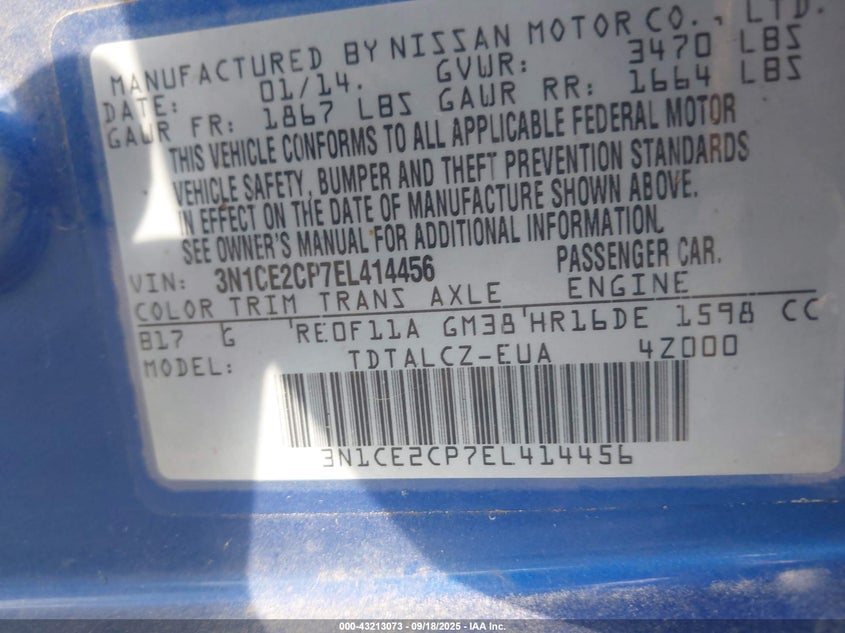 MANUFACTURED BY NISSAN MOTOR CO., LTD.
DATE: 01/14. GVWR: 3470 LBS
GAWR FR: 1867 LBS GAWR RR: 1664 LBS
THIS VEHICLE CONFORMS TO ALL APPLICABLE FEDERAL MOTOR
VEHICLE SAFETY, BUMPER AND THEFT PREVENTION STANDARDS
IN EFFECT ON THE DATE OF MANUFACTURE SHOWN ABOVE.
SEE OWNER'S MANUAL FOR ADDITIONAL INFORMATION.
VIN: 3N1CE2CP7EL414456 PASSENGER CAR.
COLOR TRIM TRANS AXLE ENGINE
B17 G RE0F11A GM38 HR16DE 1598 CC
MODEL: TDTALCZ-EUA 4Z000
3N1CE2CP7EL414456
000-43213073 - 09/18/2025 - IAA Inc.